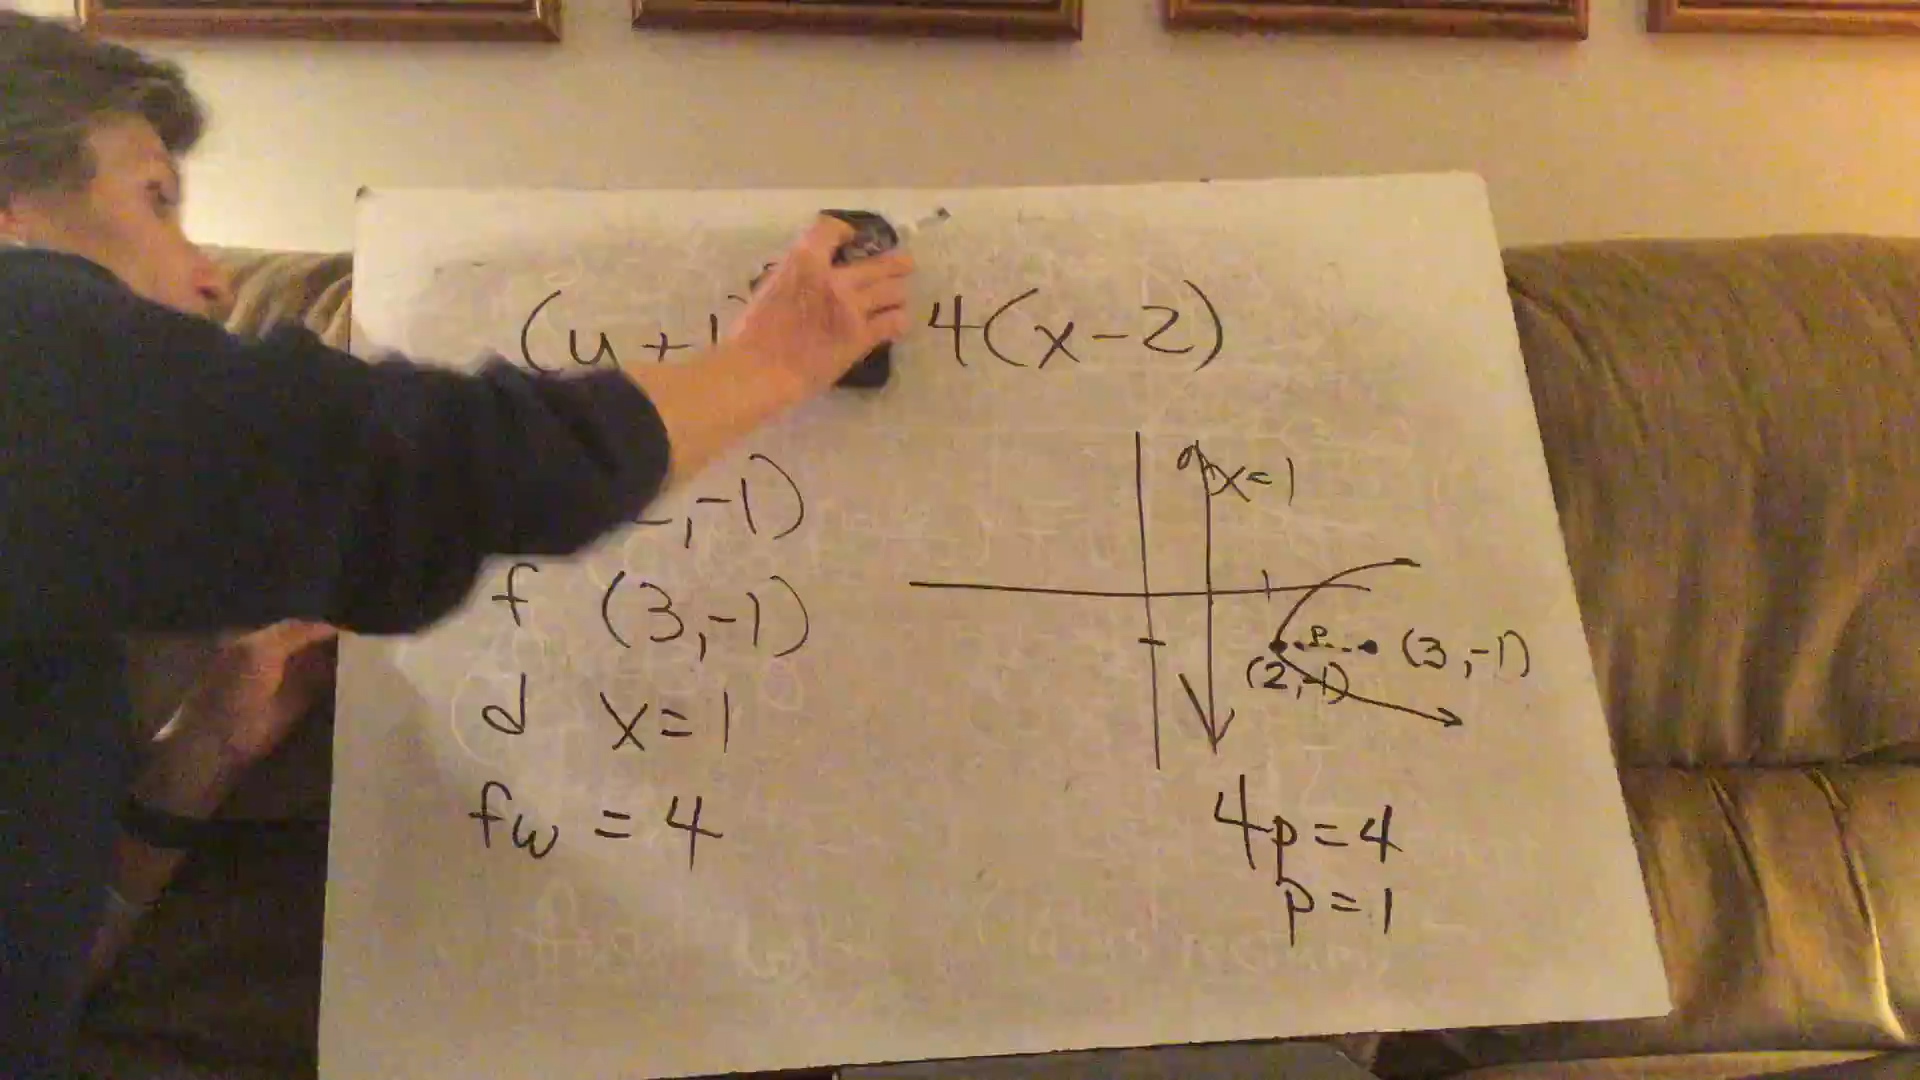 (y+1) 4(x-2)
,-1)
f (3,-1)
d x=1
fw = 4
x=1
p
(3,-1)
(2,-1)
4p=4
p=1